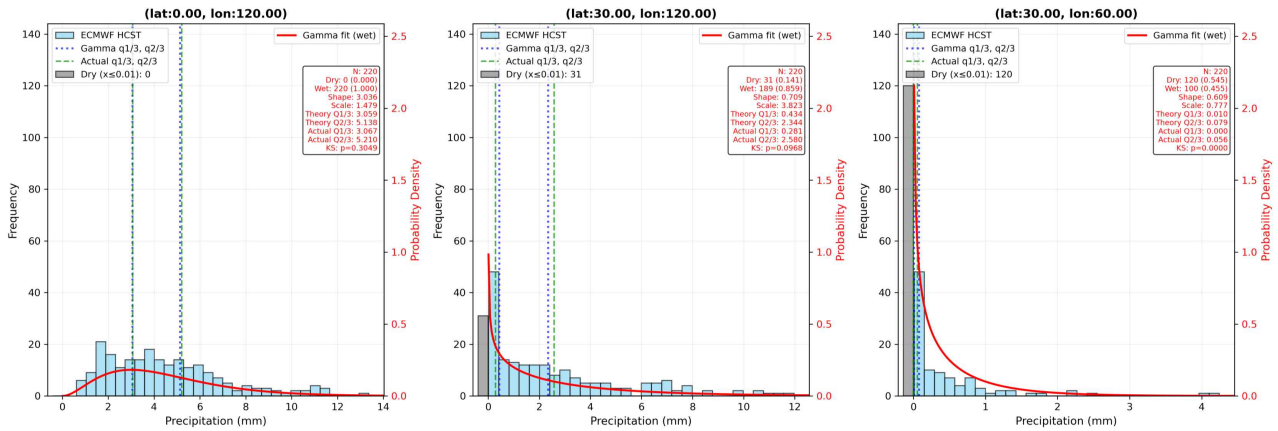 (lat:0.00, lon:120.00)
ECMWF HCST
Gamma q1/3, q2/3
Actual q1/3, q2/3
Dry (x≤0.01): 0
Gamma fit (wet)
N: 220
Dry: 0 (0.000)
Wet: 220 (1.000)
Shape: 3.036
Scale: 1.479
Theory Q1/3: 3.059
Theory Q2/3: 5.138
Actual Q1/3: 3.067
Actual Q2/3: 5.210
KS: p=0.3049
Frequency
140
120
100
80
60
40
20
0
0 2 4 6 8 10 12 14
Precipitation (mm)
2.5
2.0
1.5
1.0
0.5
0.0
Probability Density
(lat:30.00, lon:120.00)
ECMWF HCST
Gamma q1/3, q2/3
Actual q1/3, q2/3
Dry (x≤0.01): 31
Gamma fit (wet)
N: 220
Dry: 31 (0.141)
Wet: 189 (0.859)
Shape: 0.709
Scale: 3.823
Theory Q1/3: 0.434
Theory Q2/3: 2.344
Actual Q1/3: 0.281
Actual Q2/3: 2.580
KS: p=0.0968
Frequency
140
120
100
80
60
40
20
0
0 2 4 6 8 10 12
Precipitation (mm)
2.5
2.0
1.5
1.0
0.5
0.0
Probability Density
(lat:30.00, lon:60.00)
ECMWF HCST
Gamma q1/3, q2/3
Actual q1/3, q2/3
Dry (x≤0.01): 120
Gamma fit (wet)
N: 220
Dry: 120 (0.545)
Wet: 100 (0.455)
Shape: 0.609
Scale: 0.777
Theory Q1/3: 0.010
Theory Q2/3: 0.079
Actual Q1/3: 0.000
Actual Q2/3: 0.056
KS: p=0.0000
Frequency
140
120
100
80
60
40
20
0
0 1 2 3 4
Precipitation (mm)
2.5
2.0
1.5
1.0
0.5
0.0
Probability Density